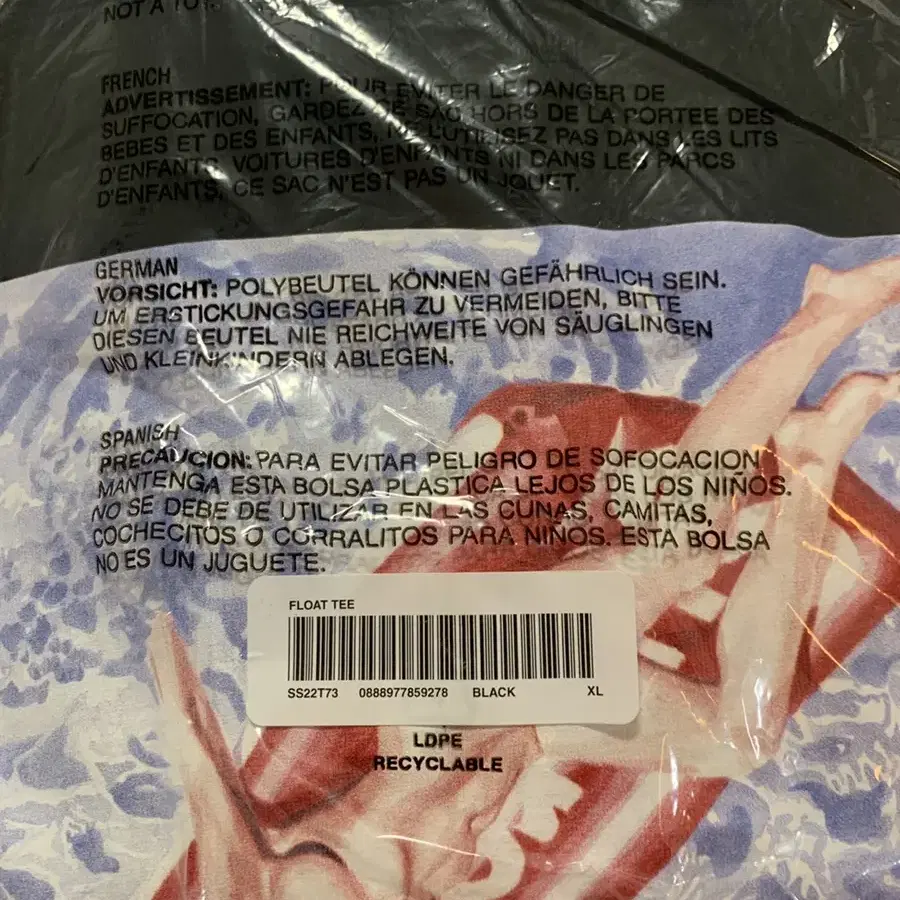 NOT A TOY.
FRENCH
ADVERTISSEMENT: POUR EVITER LE DANGER DE
SUFFOCATION, GARDEZ CE SAC HORS DE LA PORTEE DES
BEBES ET DES ENFANTS, NE L'UTILISEZ PAS DANS LES LITS
D'ENFANTS, VOITURES D'ENFANTS NI DANS LES PARCS
D'ENFANTS, CE SAC N'EST PAS UN JOUET.
GERMAN
VORSICHT: POLYBEUTEL KÖNNEN GEFÄHRLICH SEIN.
UM ERSTICKUNGSGEFAHR ZU VERMEIDEN, BITTE
DIESEN BEUTEL NIE REICHWEITE VON SÄUGLINGEN
UND KLEINKINDERN ABLEGEN.
SPANISH
PRECAUCION: PARA EVITAR PELIGRO DE SOFOCACION
MANTENGA ESTA BOLSA PLASTICA LEJOS DE LOS NIÑOS.
NO SE DEBE DE UTILIZAR EN LAS CUNAS, CAMITAS,
COCHECITOS O CORRALITOS PARA NIÑOS. ESTA BOLSA
NO ES UN JUGUETE.
FLOAT TEE
SS22T73 0888977859278 BLACK XL
LDPE
RECYCLABLE